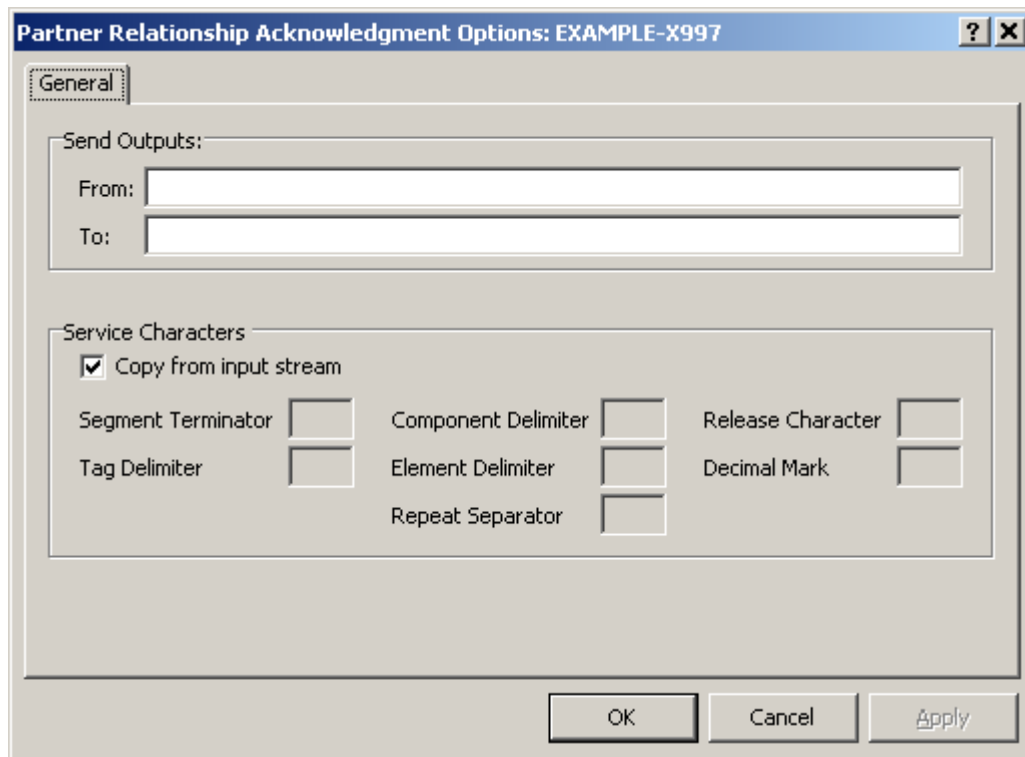 Partner Relationship Acknowledgment Options: EXAMPLE-X997
General
Send Outputs:
From:
To:
Service Characters
Copy from input stream
Segment Terminator Component Delimiter Release Character
Tag Delimiter Element Delimiter Decimal Mark
Repeat Separator
OK Cancel Apply